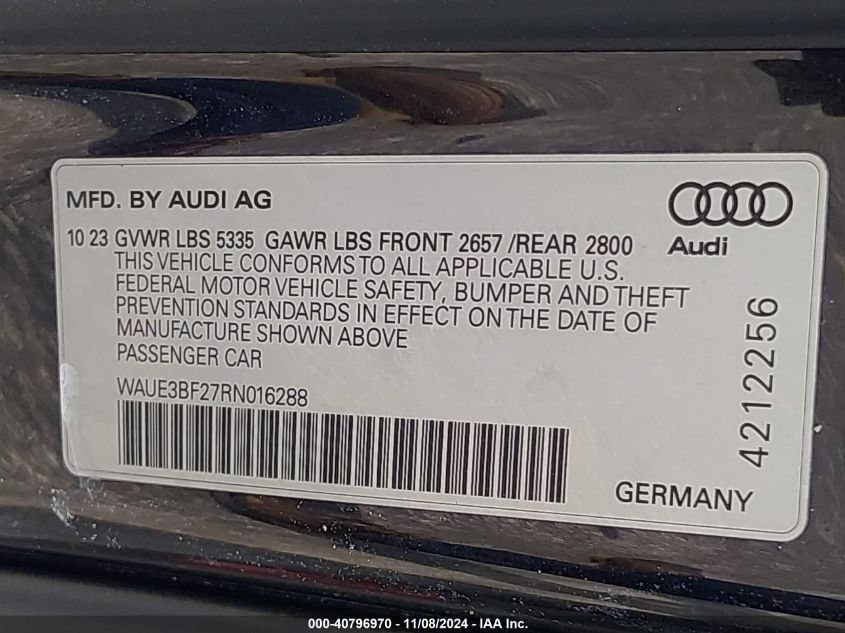 MFD. BY AUDI AG
Audi
10 23 GVWR LBS 5335 GAWR LBS FRONT 2657 /REAR 2800
THIS VEHICLE CONFORMS TO ALL APPLICABLE U.S.
FEDERAL MOTOR VEHICLE SAFETY, BUMPER AND THEFT
PREVENTION STANDARDS IN EFFECT ON THE DATE OF
MANUFACTURE SHOWN ABOVE
PASSENGER CAR
WAUE3BF27RN016288
4212256
GERMANY
000-40796970 - 11/08/2024 - IAA Inc.